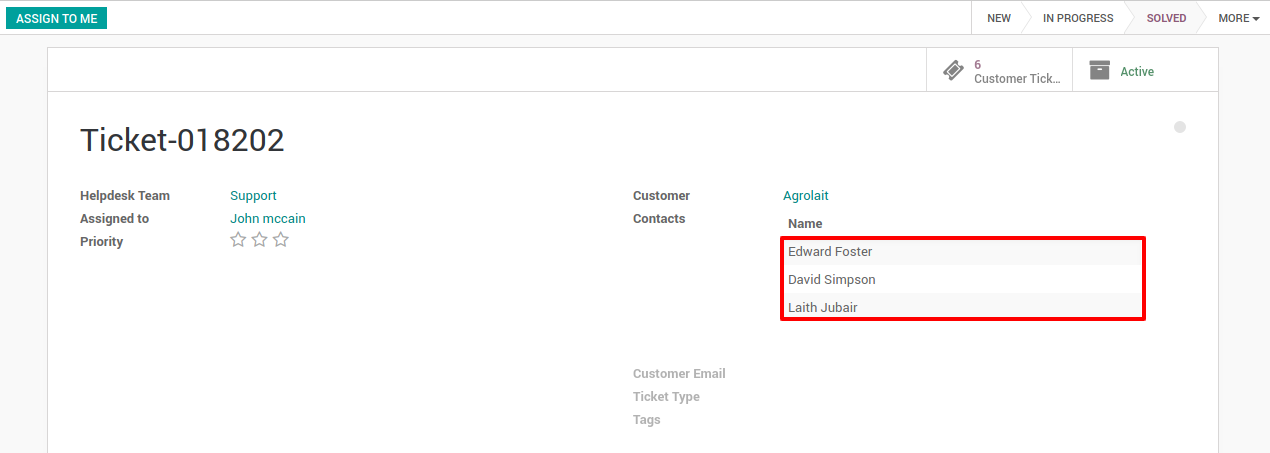 ASSIGN TO ME
NEW
IN PROGRESS
SOLVED
MORE
6
Customer Tick...
Active
Ticket-018202
Helpdesk Team Support
Assigned to John mccain
Priority
Customer Agrolait
Contacts
Name
Edward Foster
David Simpson
Laith Jubair
Customer Email
Ticket Type
Tags